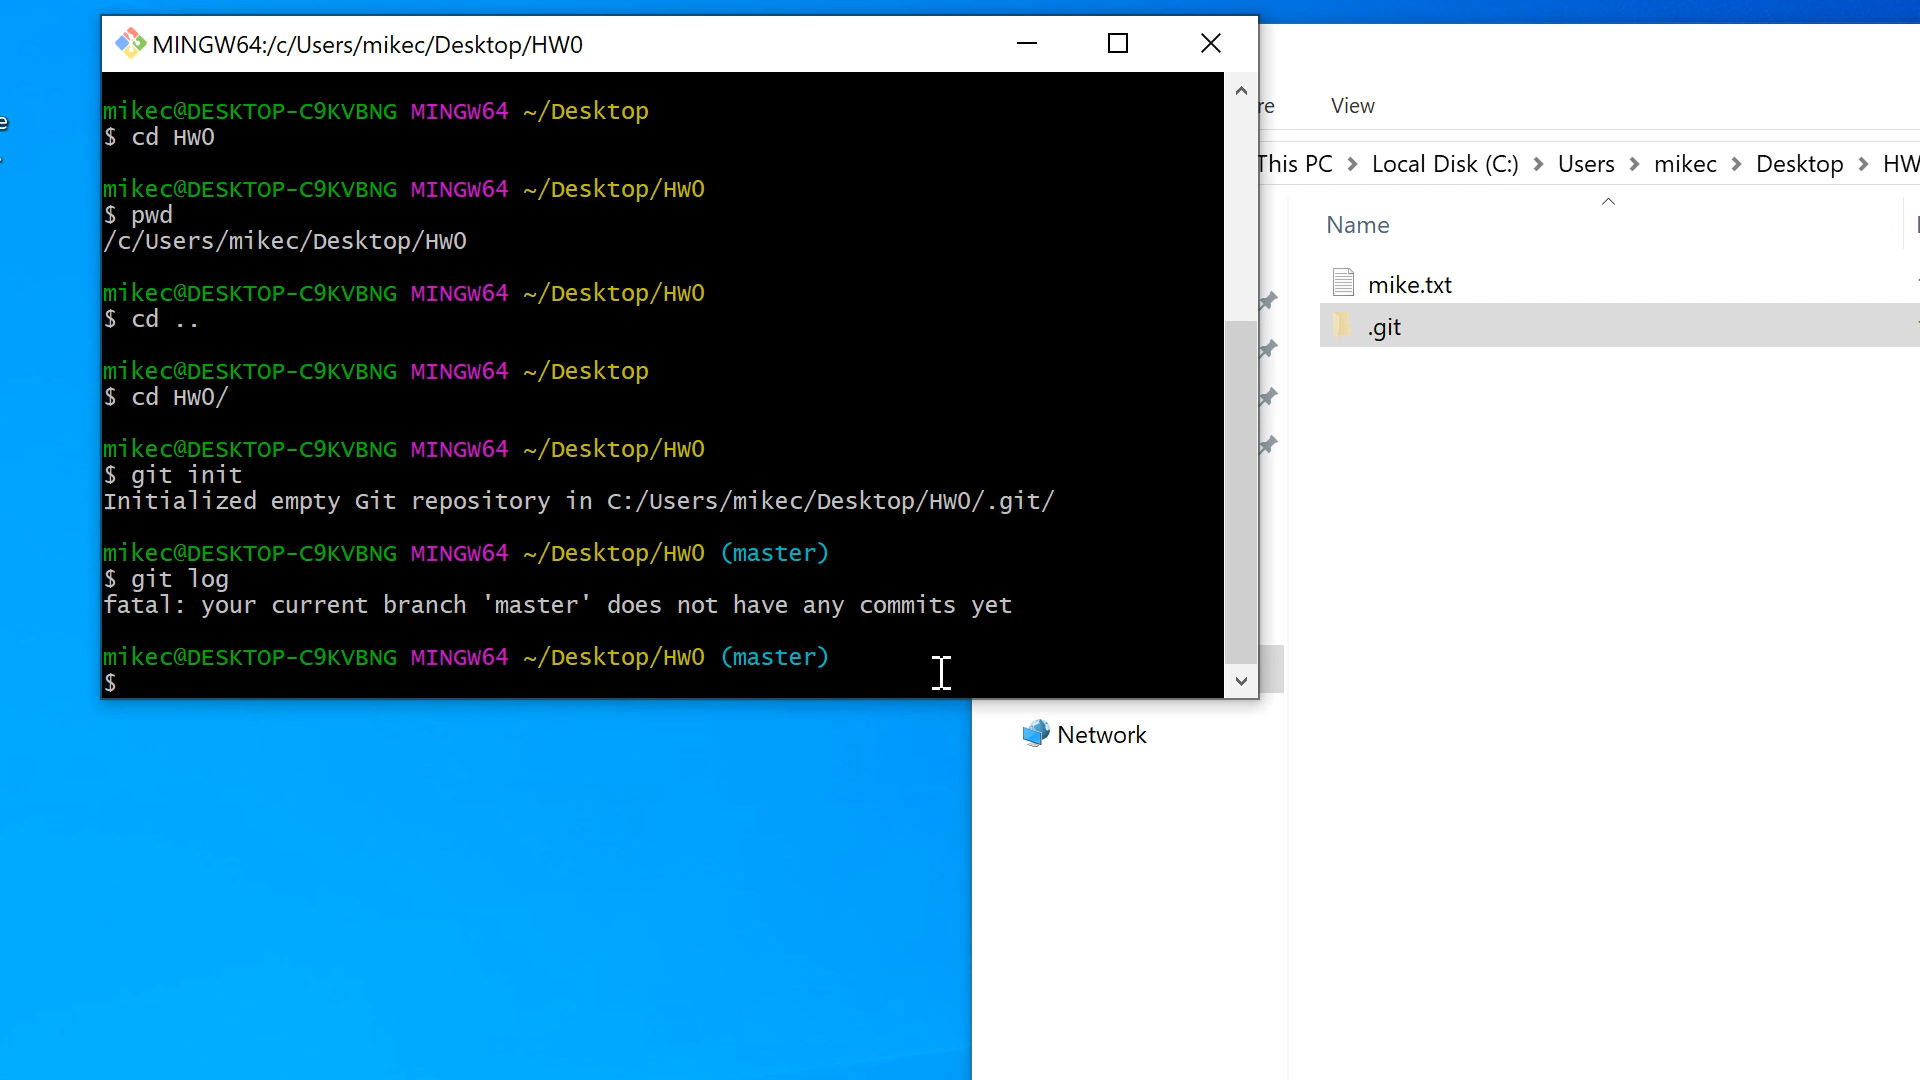 MINGW64:/c/Users/mikec/Desktop/HW0
mikec@DESKTOP-C9KVBNG MINGW64 ~/Desktop
$ cd HW0
mikec@DESKTOP-C9KVBNG MINGW64 ~/Desktop/HW0
$ pwd
/c/Users/mikec/Desktop/HW0
mikec@DESKTOP-C9KVBNG MINGW64 ~/Desktop/HW0
$ cd ..
mikec@DESKTOP-C9KVBNG MINGW64 ~/Desktop
$ cd HW0/
mikec@DESKTOP-C9KVBNG MINGW64 ~/Desktop/HW0
$ git init
Initialized empty Git repository in C:/Users/mikec/Desktop/HW0/.git/
mikec@DESKTOP-C9KVBNG MINGW64 ~/Desktop/HW0 (master)
$ git log
fatal: your current branch 'master' does not have any commits yet
mikec@DESKTOP-C9KVBNG MINGW64 ~/Desktop/HW0 (master)
$
re View
This PC > Local Disk (C:) > Users > mikec > Desktop > HW
Name
mike.txt
.git
Network